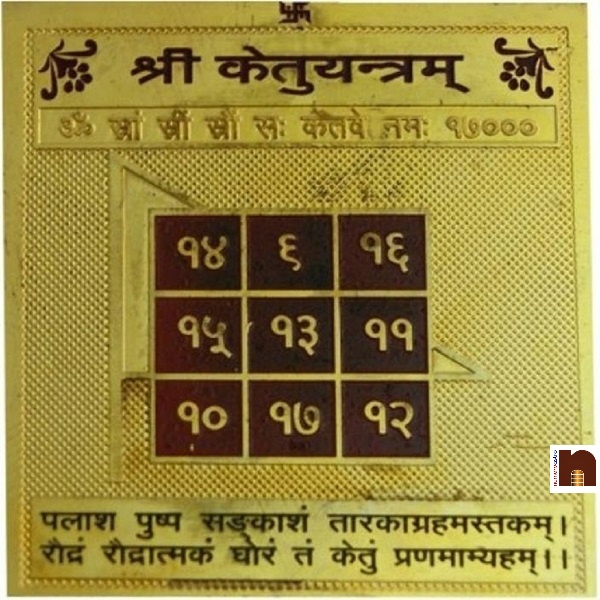 श्री केतुयन्त्रम्
ॐ स्रां स्रीं स्रौं सः केतवे नमः १७०००
१४ ९ १६
१५ १३ ११
१० १७ १२
पलाश पुष्प सङ्काशं तारकाग्रहमस्तकम्।
रौद्रं रौद्रात्मकं घोरं तं केतुं प्रणमाम्यहम्।।